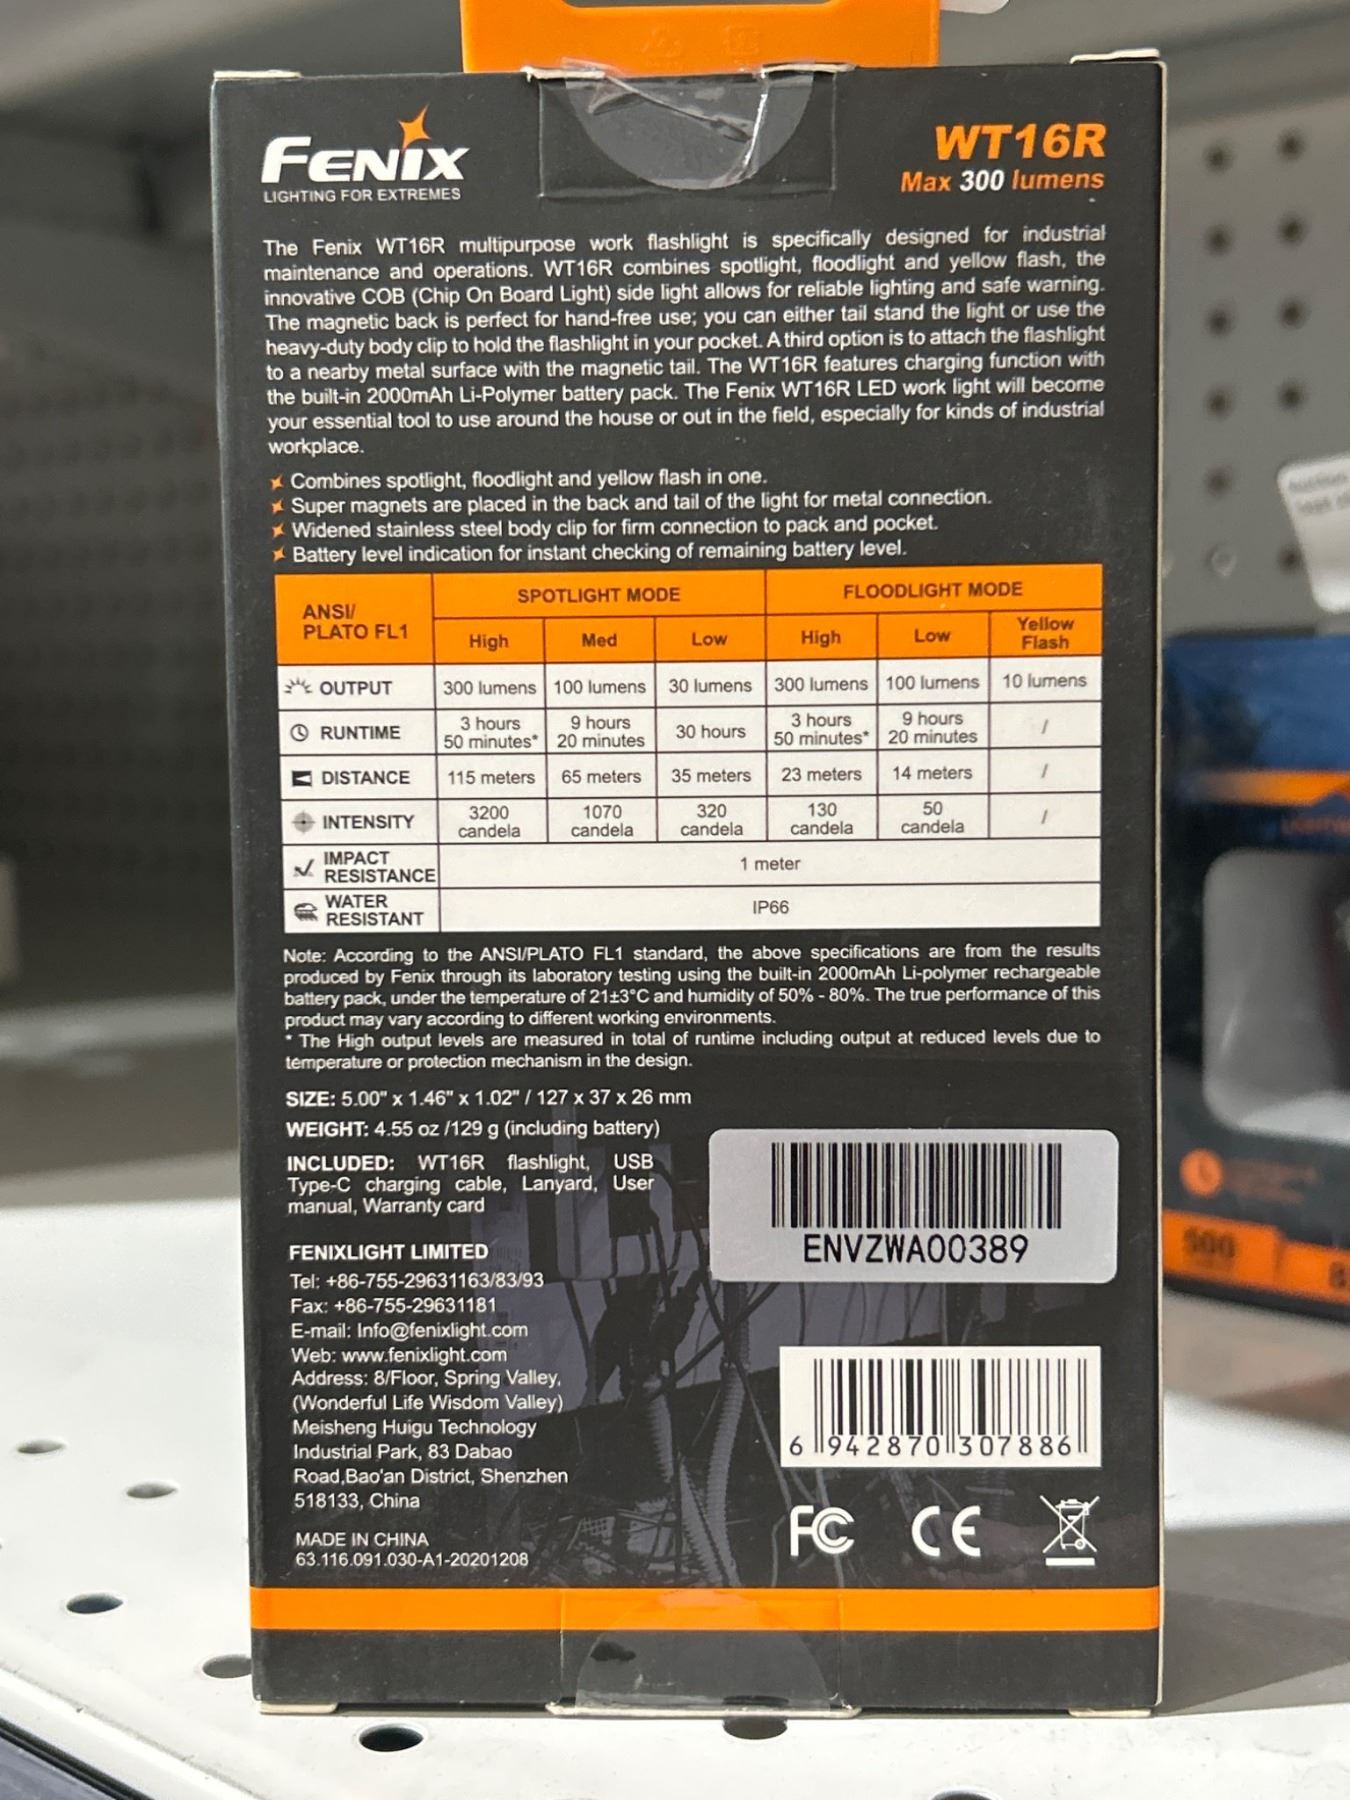 FENIX
LIGHTING FOR EXTREMES
WT16R
Max 300 lumens
The Fenix WT16R multipurpose work flashlight is specifically designed for industrial
maintenance and operations. WT16R combines spotlight, floodlight and yellow flash, the
innovative COB (Chip On Board Light) side light allows for reliable lighting and safe warning.
The magnetic back is perfect for hand-free use; you can either tail stand the light or use the
heavy-duty body clip to hold the flashlight in your pocket. A third option is to attach the flashlight
to a nearby metal surface with the magnetic tail. The WT16R features charging function with
the built-in 2000mAh Li-Polymer battery pack. The Fenix WT16R LED work light will become
your essential tool to use around the house or out in the field, especially for kinds of industrial
workplace.
Combines spotlight, floodlight and yellow flash in one.
Super magnets are placed in the back and tail of the light for metal connection.
Widened stainless steel body clip for firm connection to pack and pocket.
Battery level indication for instant checking of remaining battery level.
ANSI/
PLATO FL1
SPOTLIGHT MODE
FLOODLIGHT MODE
High
Med
Low
High
Low
Yellow
Flash
OUTPUT 300 lumens 100 lumens 30 lumens 300 lumens 100 lumens 10 lumens
RUNTIME
3 hours
50 minutes*
9 hours
20 minutes
30 hours
3 hours
50 minutes*
9 hours
20 minutes
/
DISTANCE 115 meters 65 meters 35 meters 23 meters 14 meters /
INTENSITY
3200
candela
1070
candela
320
candela
130
candela
50
candela
/
IMPACT
RESISTANCE
1 meter
WATER
RESISTANT
IP66
Note: According to the ANSI/PLATO FL1 standard, the above specifications are from the results
produced by Fenix through its laboratory testing using the built-in 2000mAh Li-polymer rechargeable
battery pack, under the temperature of 21±3°C and humidity of 50% - 80%. The true performance of this
product may vary according to different working environments.
* The High output levels are measured in total of runtime including output at reduced levels due to
temperature or protection mechanism in the design.
SIZE: 5.00" x 1.46" x 1.02" / 127 x 37 x 26 mm
WEIGHT: 4.55 oz /129 g (including battery)
INCLUDED: WT16R flashlight, USB
Type-C charging cable, Lanyard, User
manual, Warranty card
ENVZWA00389
FENIXLIGHT LIMITED
Tel: +86-755-29631163/83/93
Fax: +86-755-29631181
E-mail: Info@fenixlight.com
Web: www.fenixlight.com
Address: 8/Floor, Spring Valley,
(Wonderful Life Wisdom Valley)
Meisheng Huigu Technology
Industrial Park, 83 Dabao
Road,Bao'an District, Shenzhen
518133, China
6 942870 307886
MADE IN CHINA
63.116.091.030-A1-20201208
FC CE
500